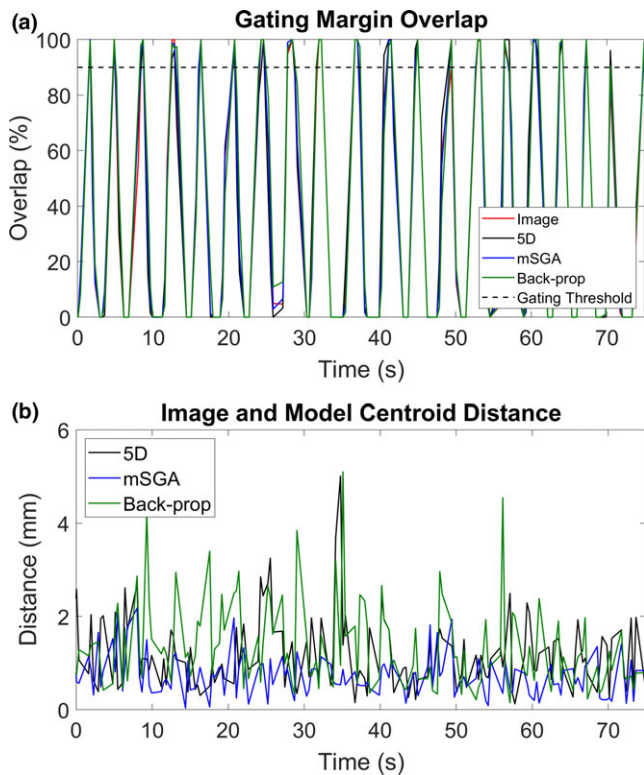 (a)
Gating Margin Overlap
100
80
60
40
20
0
Overlap (%)
Image
5D
mSGA
Back-prop
Gating Threshold
0 10 20 30 40 50 60 70
Time (s)
(b)
Image and Model Centroid Distance
6
4
2
0
Distance (mm)
5D
mSGA
Back-prop
0 10 20 30 40 50 60 70
Time (s)